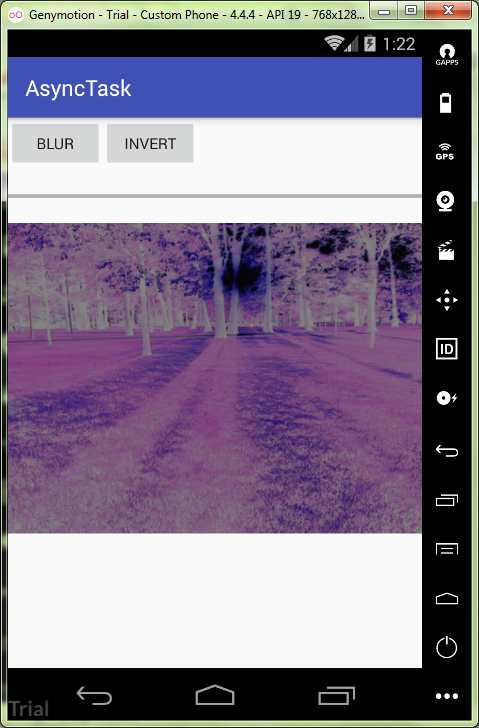 Genymotion - Trial - Custom Phone - 4.4.4 - API 19 - 768x128...
1:22
GAPPS
AsyncTask
BLUR INVERT
GPS
ID
Trial